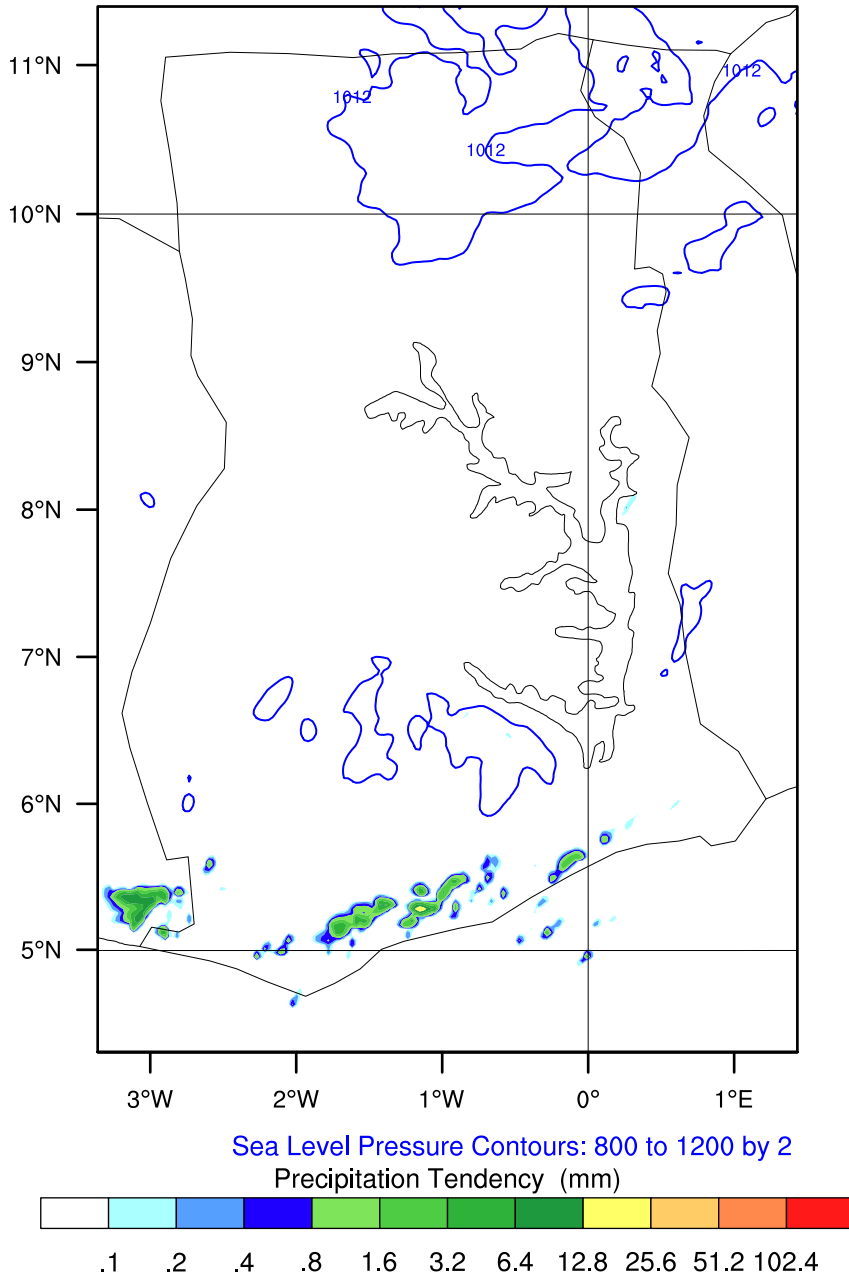 11°N
1012
1012
1012
10°N
9°N
8°N
7°N
6°N
5°N
3°W 2°W 1°W 0° 1°E
Sea Level Pressure Contours: 800 to 1200 by 2
Precipitation Tendency (mm)
.1 .2 .4 .8 1.6 3.2 6.4 12.8 25.6 51.2 102.4